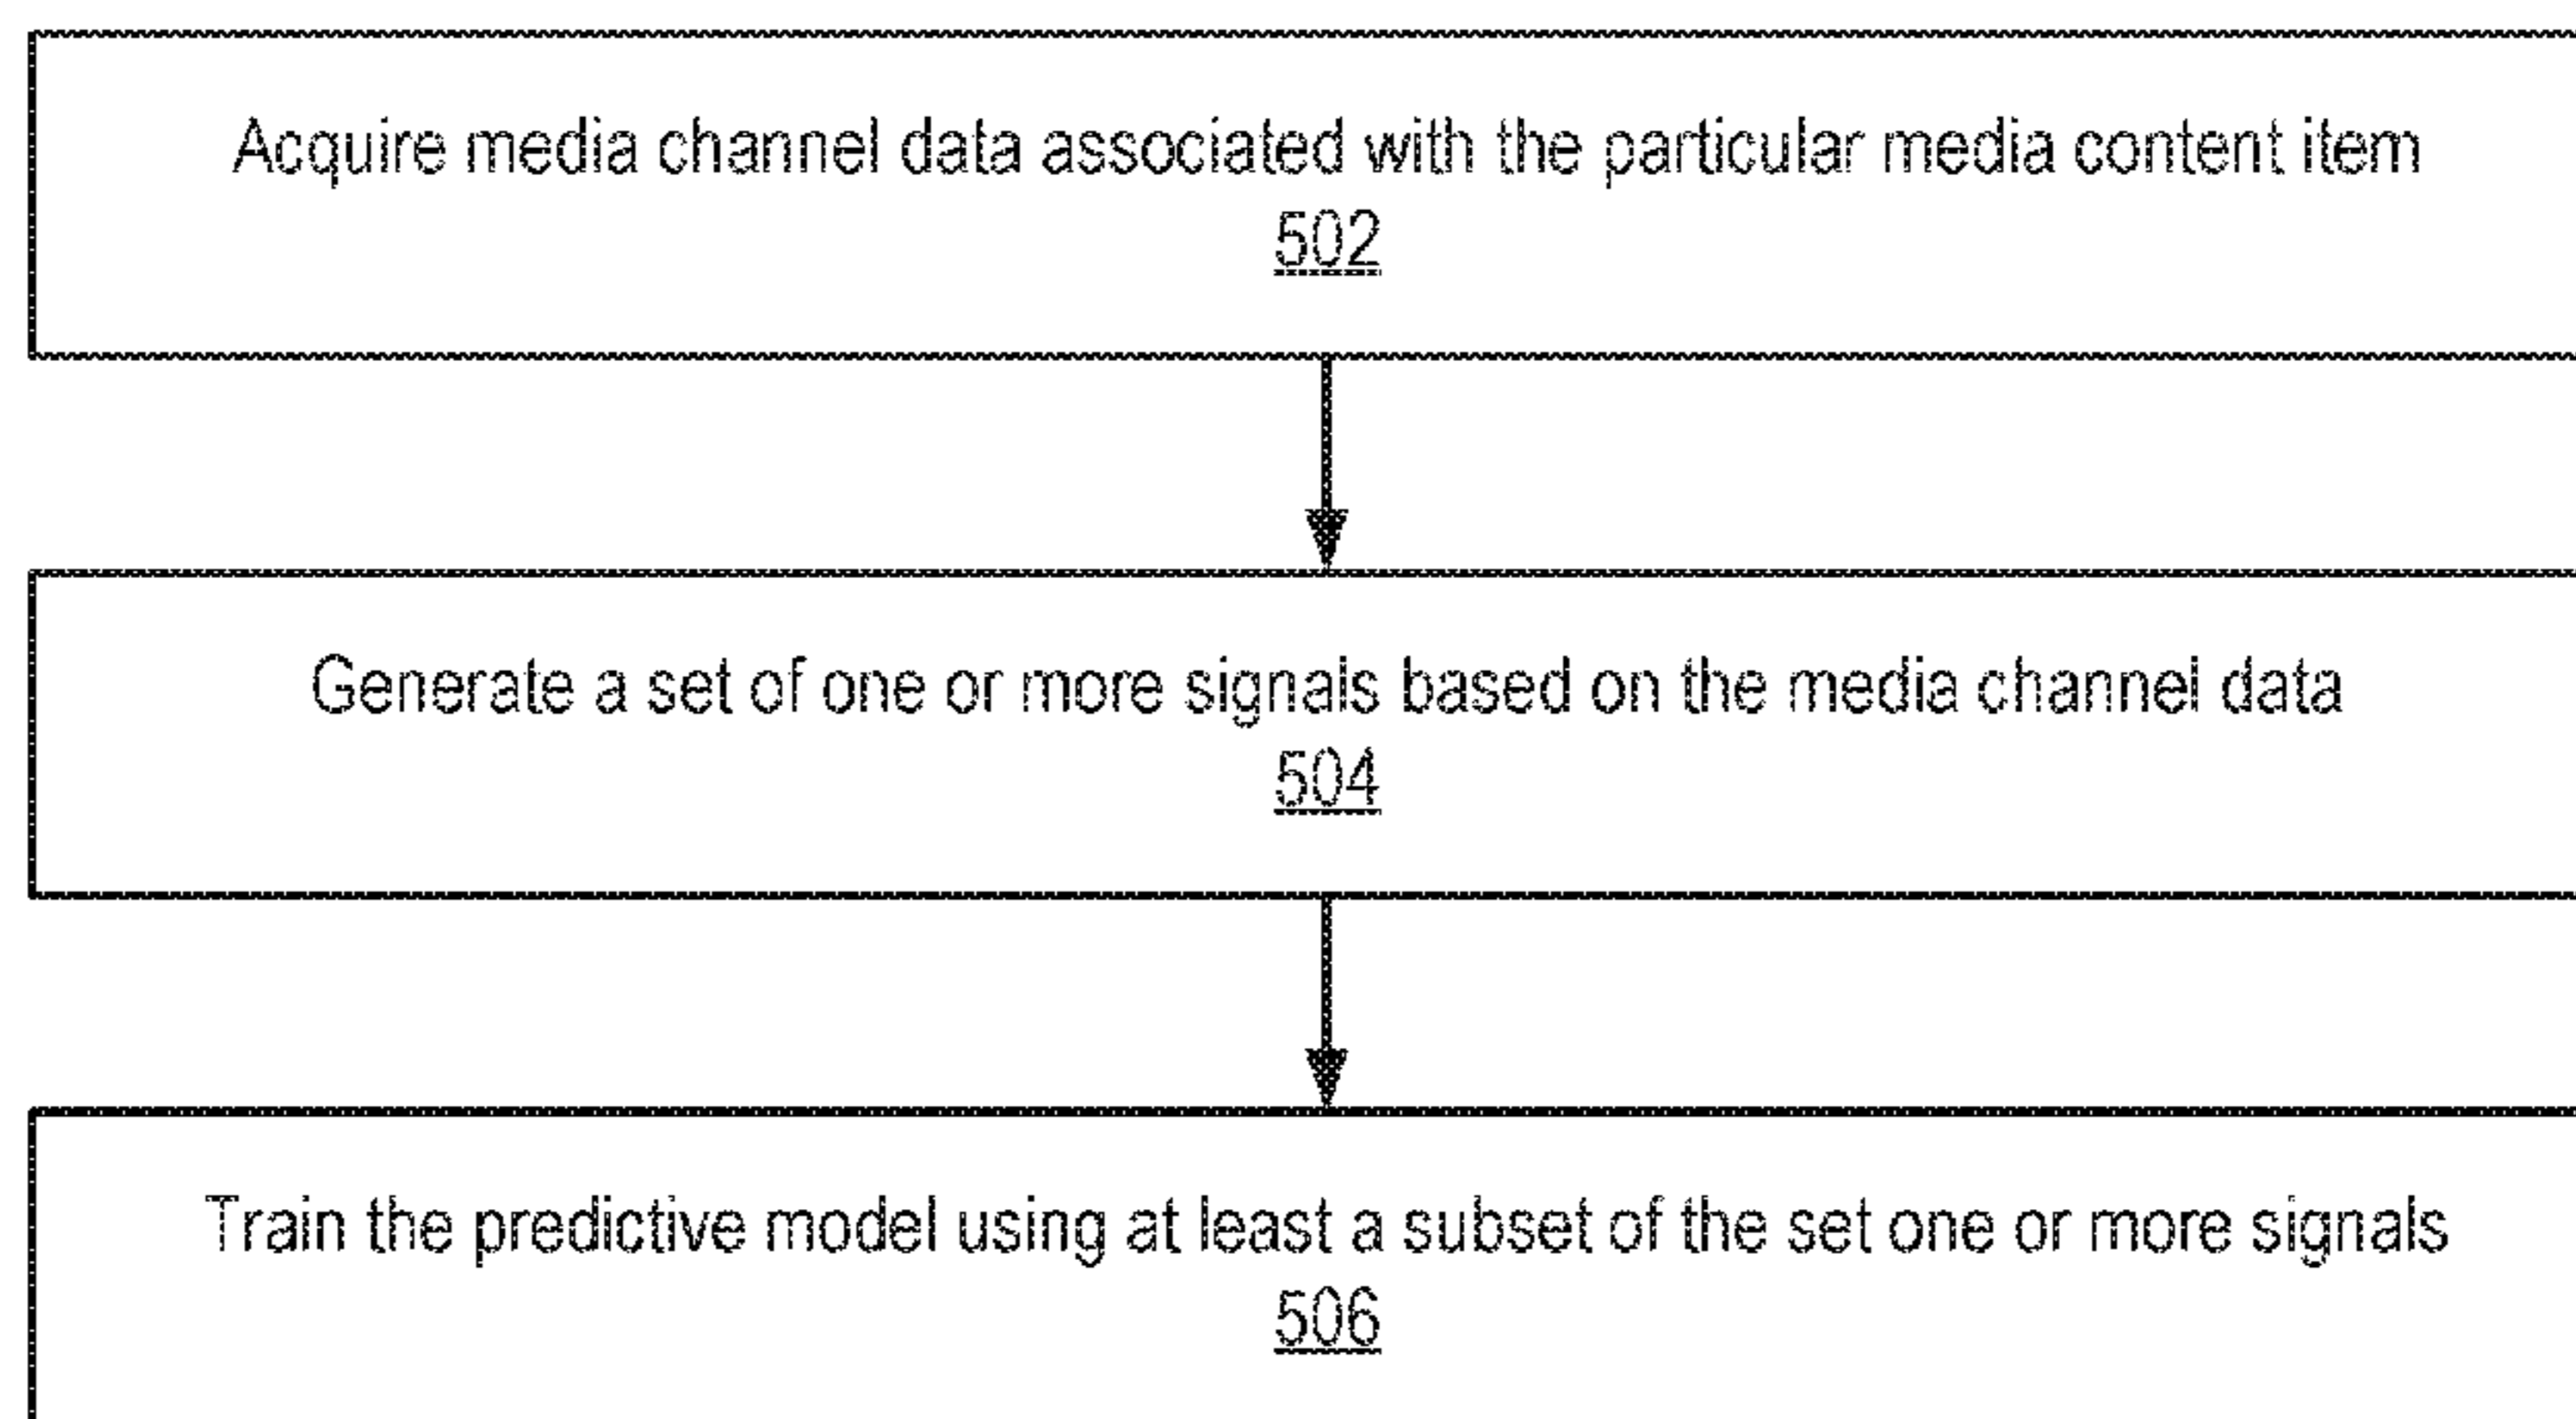 Acquire media channel data associated with the particular media content item
502
Generate a set of one or more signals based on the media channel data
504
Train the predictive model using at least a subset of the set one or more signals
506